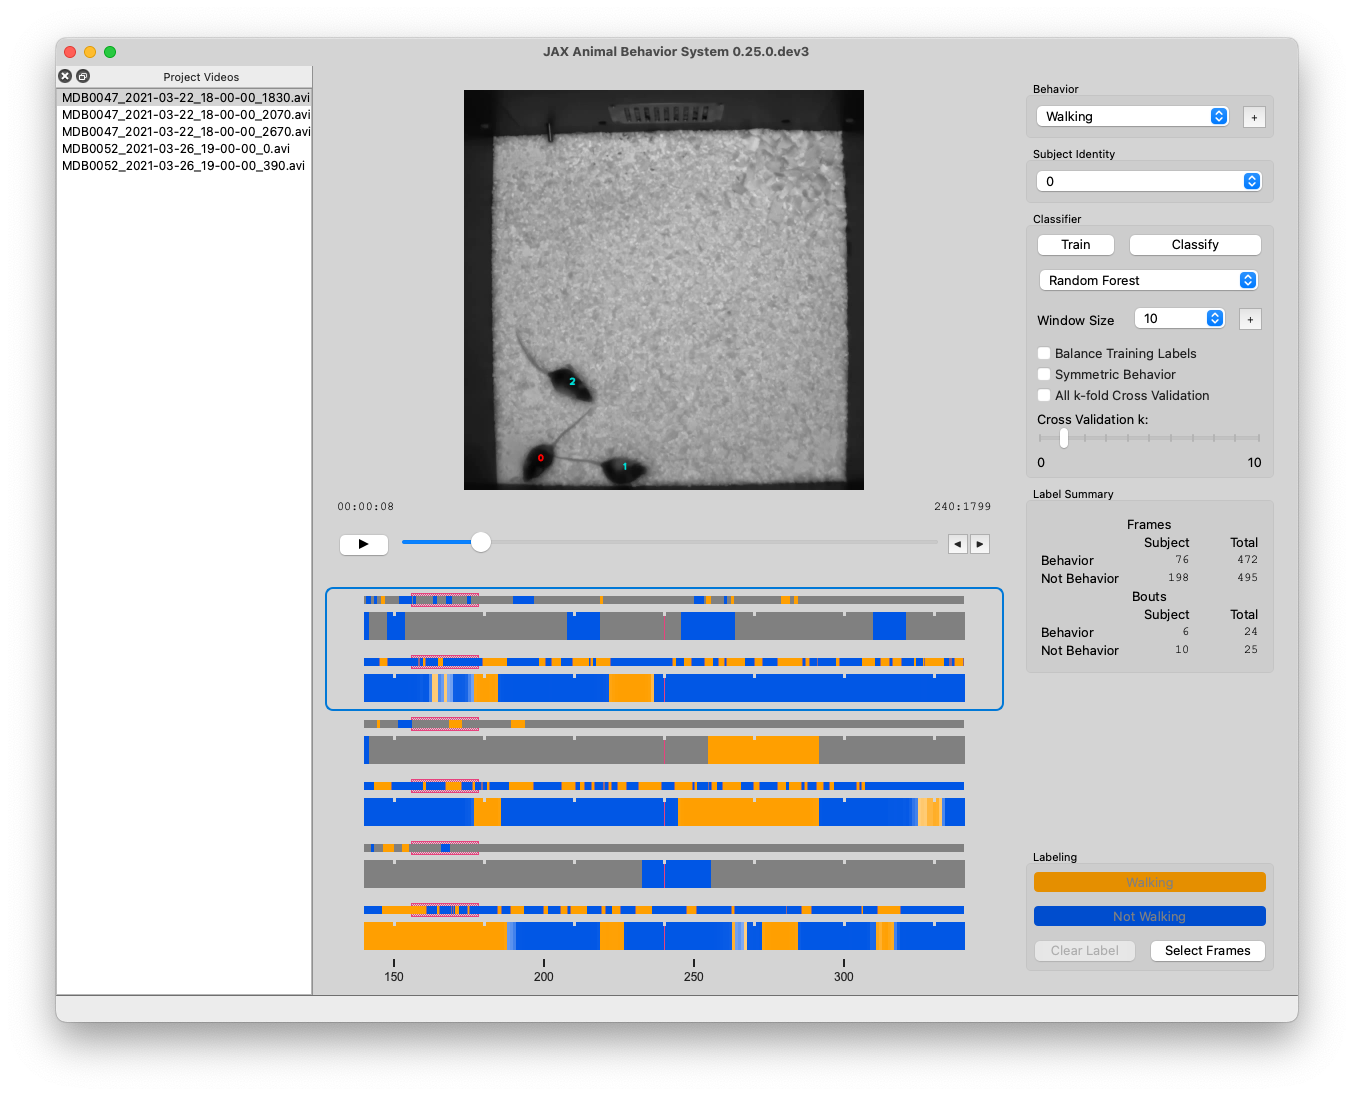 JAX Animal Behavior System 0.25.0.dev3
Project Videos
MDB0047_2021-03-22_18-00-00_1830.avi
MDB0047_2021-03-22_18-00-00_2070.avi
MDB0047_2021-03-22_18-00-00_2670.avi
MDB0052_2021-03-26_19-00-00_0.avi
MDB0052_2021-03-26_19-00-00_390.avi
2
0
1
00:00:08
240:1799
150 200 250 300
Behavior
Walking
+
Subject Identity
0
Classifier
Train Classify
Random Forest
Window Size 10 +
Balance Training Labels
Symmetric Behavior
All k-fold Cross Validation
Cross Validation k:
0 10
Label Summary
Frames
Subject Total
Behavior 76 472
Not Behavior 198 495
Bouts
Subject Total
Behavior 6 24
Not Behavior 10 25
Labeling
Walking
Not Walking
Clear Label Select Frames